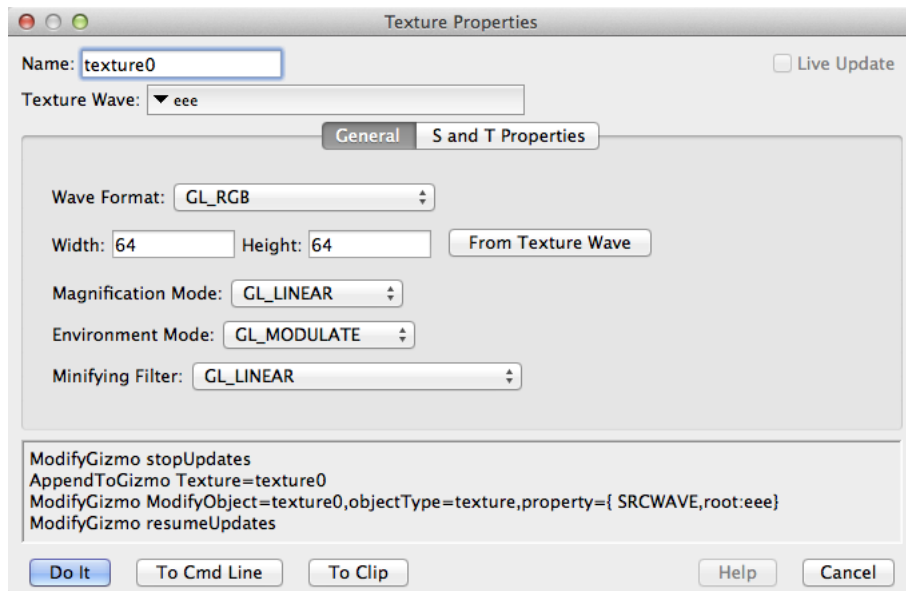 Texture Properties
Name: texture0 Live Update
Texture Wave: eee
General S and T Properties
Wave Format: GL_RGB
Width: 64 Height: 64 From Texture Wave
Magnification Mode: GL_LINEAR
Environment Mode: GL_MODULATE
Minifying Filter: GL_LINEAR
ModifyGizmo stopUpdates
AppendToGizmo Texture=texture0
ModifyGizmo ModifyObject=texture0,objectType=texture,property={ SRCWAVE,root:eee}
ModifyGizmo resumeUpdates
Do It To Cmd Line To Clip Help Cancel